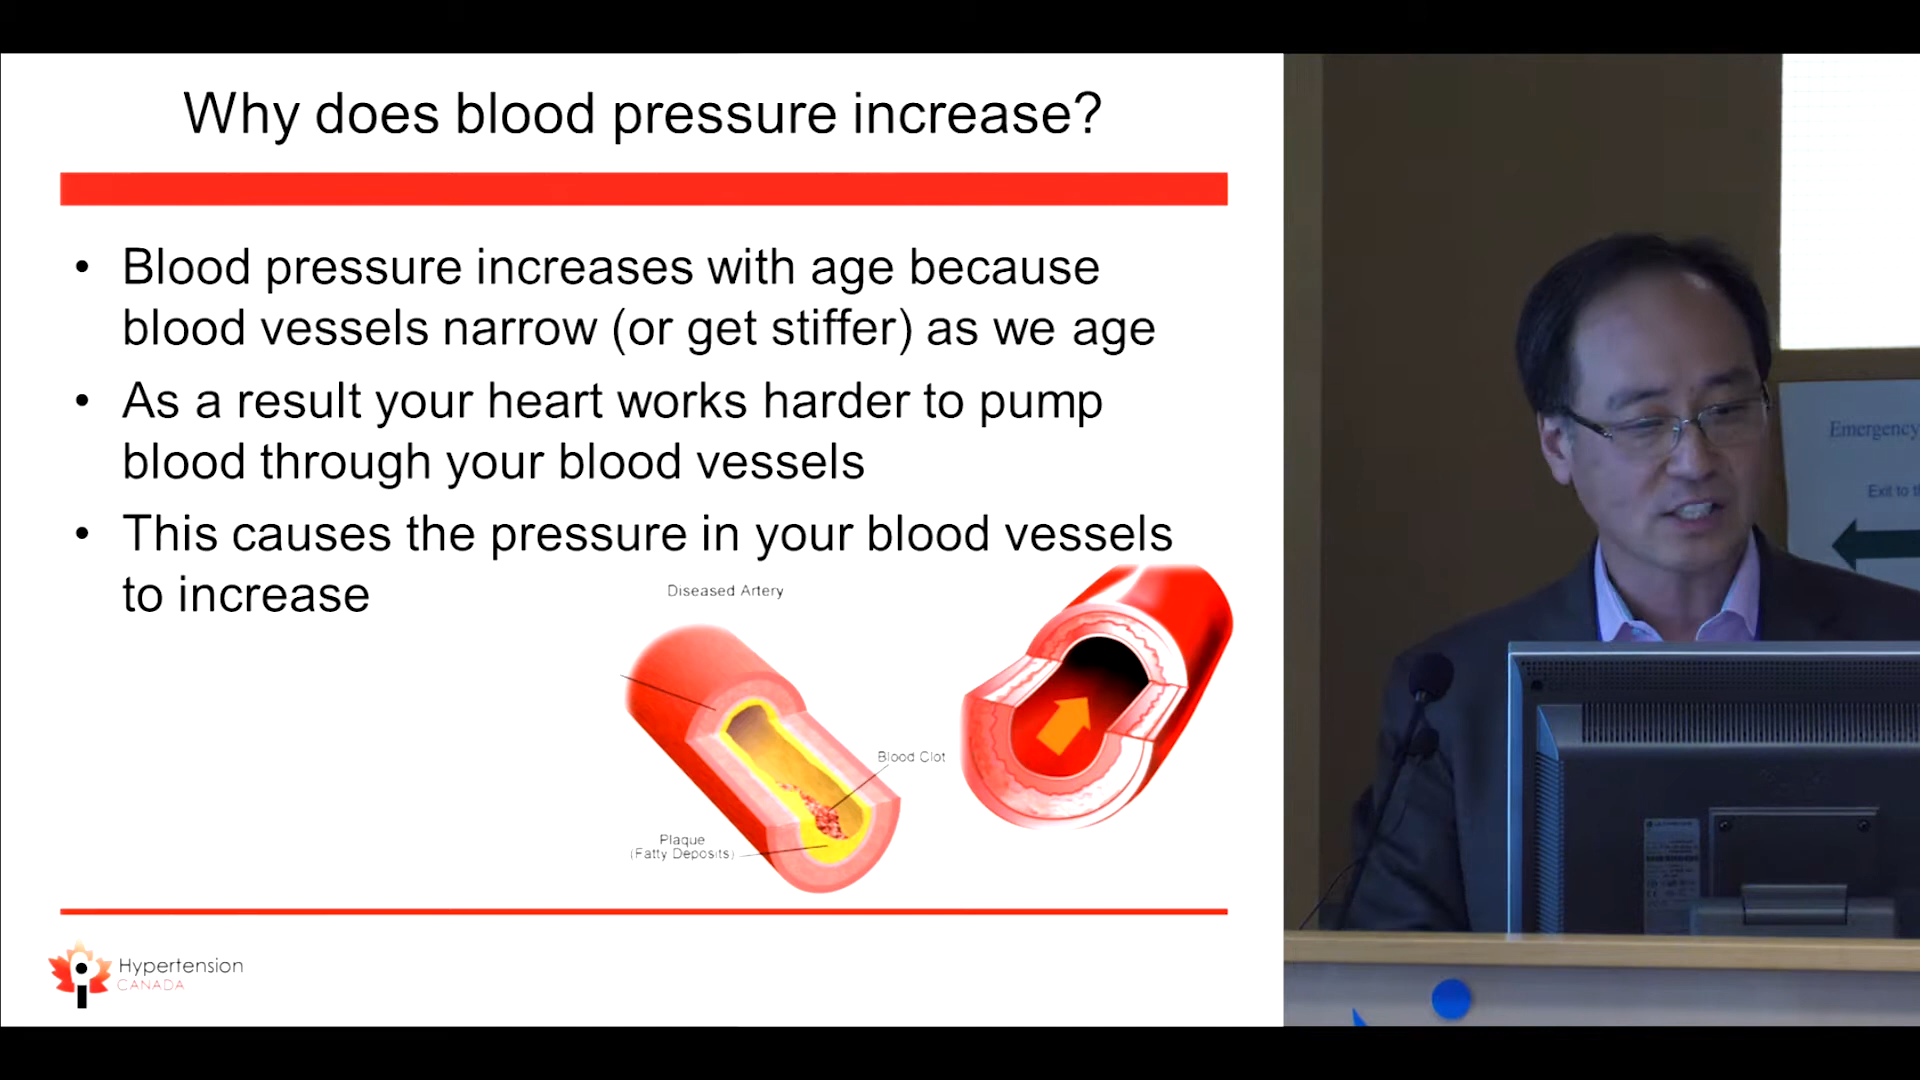 Why does blood pressure increase?
• Blood pressure increases with age because
blood vessels narrow (or get stiffer) as we age
• As a result your heart works harder to pump
blood through your blood vessels
• This causes the pressure in your blood vessels
to increase
Diseased Artery
Blood Clot
Plaque
(Fatty Deposits)
Hypertension
CANADA
Emergency
Exit to